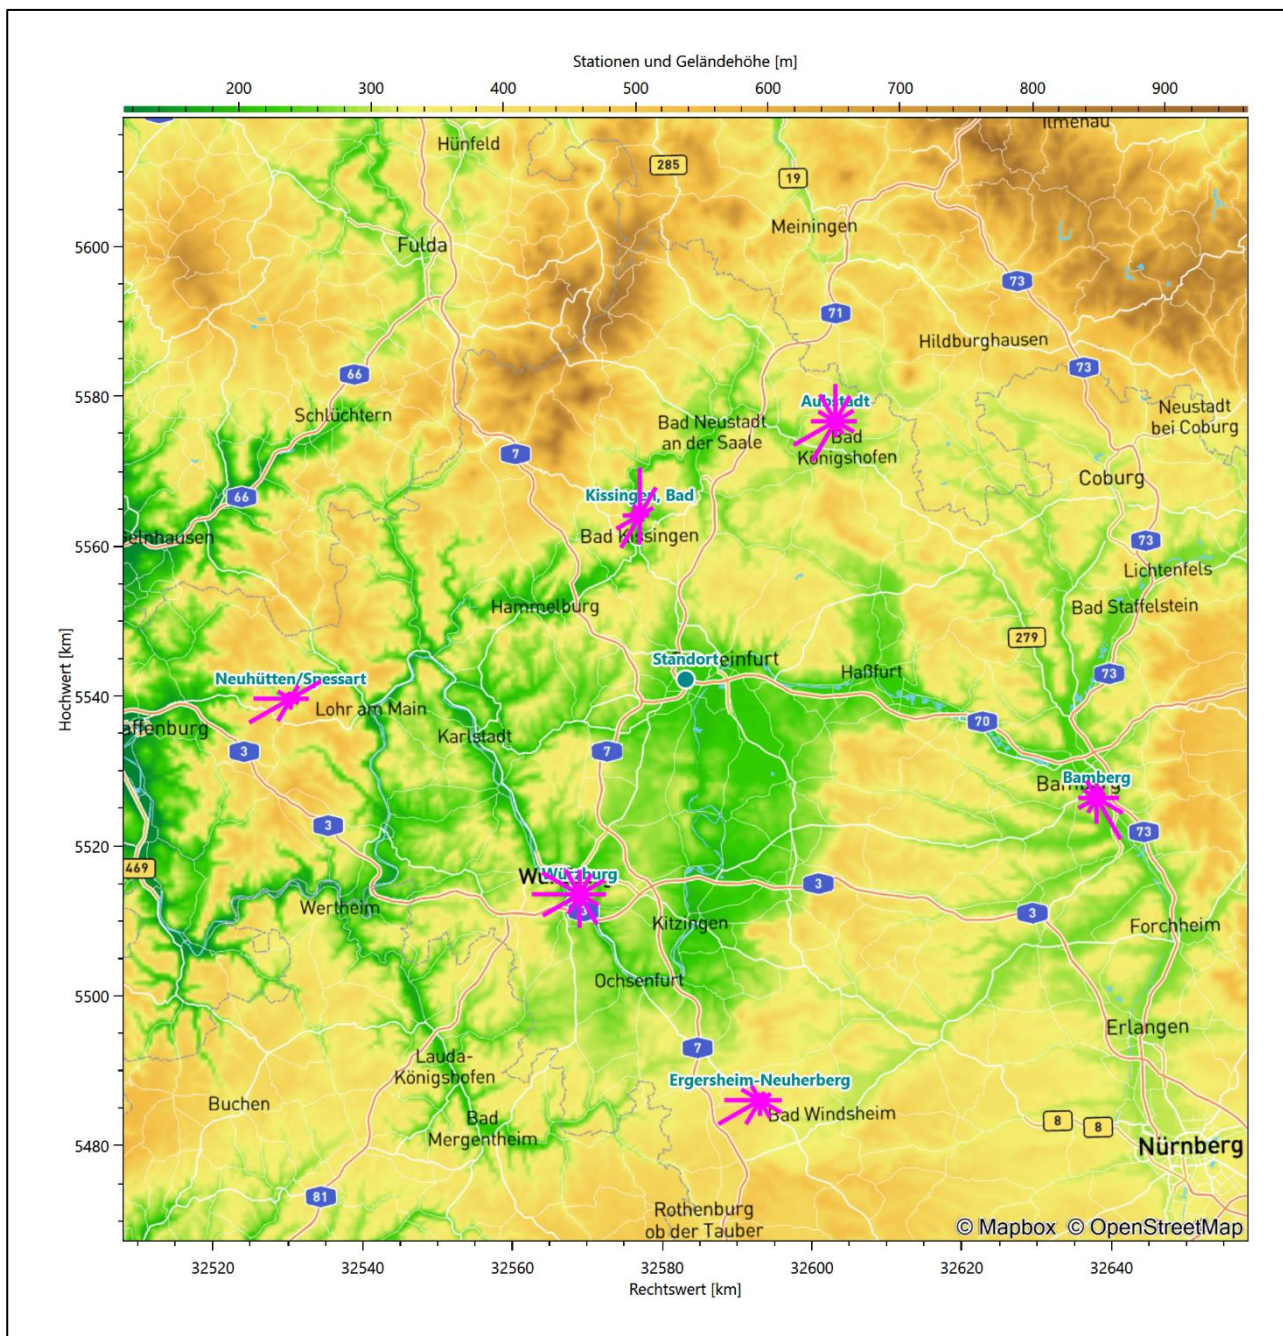 Stationen und Geländehöhe [m]
200 300 400 500 600 700 800 900
Ilmenau
Hünfeld
285
19
Meiningen
5600
Fulda
73
71
Hildburghausen
66
73
5580
Schlüchtern
Aubstadt
Neustadt
bei Coburg
Bad Neustadt
an der Saale
Bad
Königshofen
7
Coburg
66
Kissingen, Bad
Bad Kissingen
5560
73
Lichtenfels
Hammelburg
Bad Staffelstein
279
Standort
einfurt
Haßfurt
73
Neuhütten/Spessart
5540
Lohr am Main
affenburg
70
Karlstadt
3
7
Bamberg
Bamberg
3
73
5520
469
Würzburg
3
3
3
Wertheim
Kitzingen
Forchheim
Ochsenfurt
5500
Erlangen
7
Lauda-
Königshofen
Ergersheim-Neuherberg
Buchen
Bad Windsheim
8
8
Bad
Mergentheim
5480
Nürnberg
81
Rothenburg
ob der Tauber
© Mapbox © OpenStreetMap
32520 32540 32560 32580 32600 32620 32640
Rechtswert [km]
Hochwert [km]